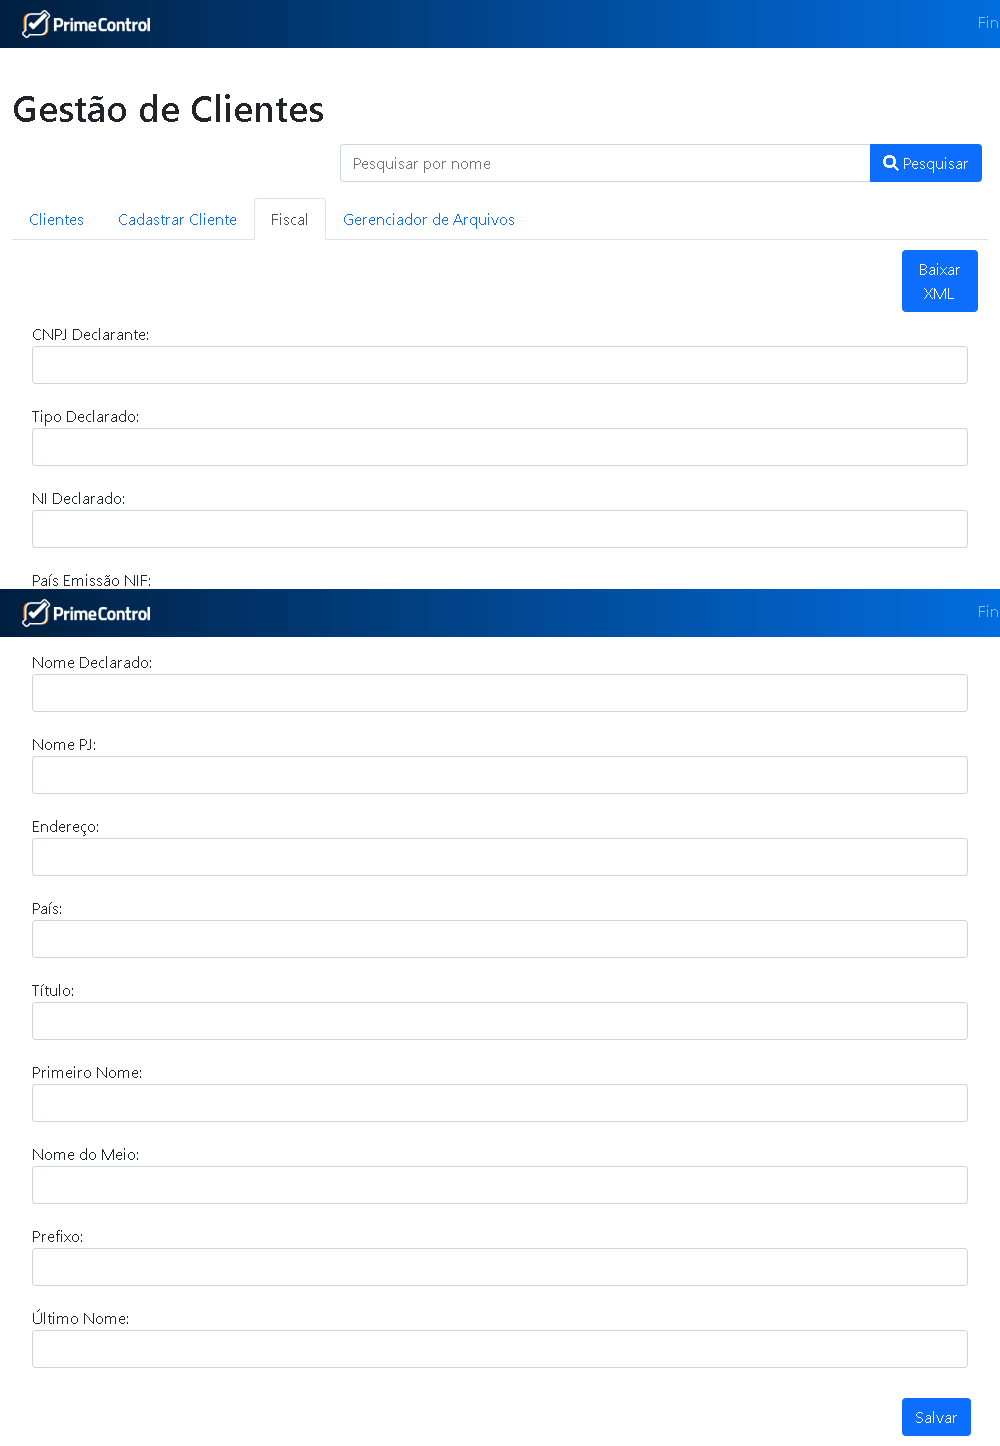 PrimeControl
Fin
Gestão de Clientes
Pesquisar por nome
Pesquisar
Clientes
Cadastrar Cliente
Fiscal
Gerenciador de Arquivos
Baixar
XML
CNPJ Declarante:
Tipo Declarado:
NI Declarado:
País Emissão NIF:
PrimeControl
Fin
Nome Declarado:
Nome PJ:
Endereço:
País:
Título:
Primeiro Nome:
Nome do Meio:
Prefixo:
Último Nome:
Salvar